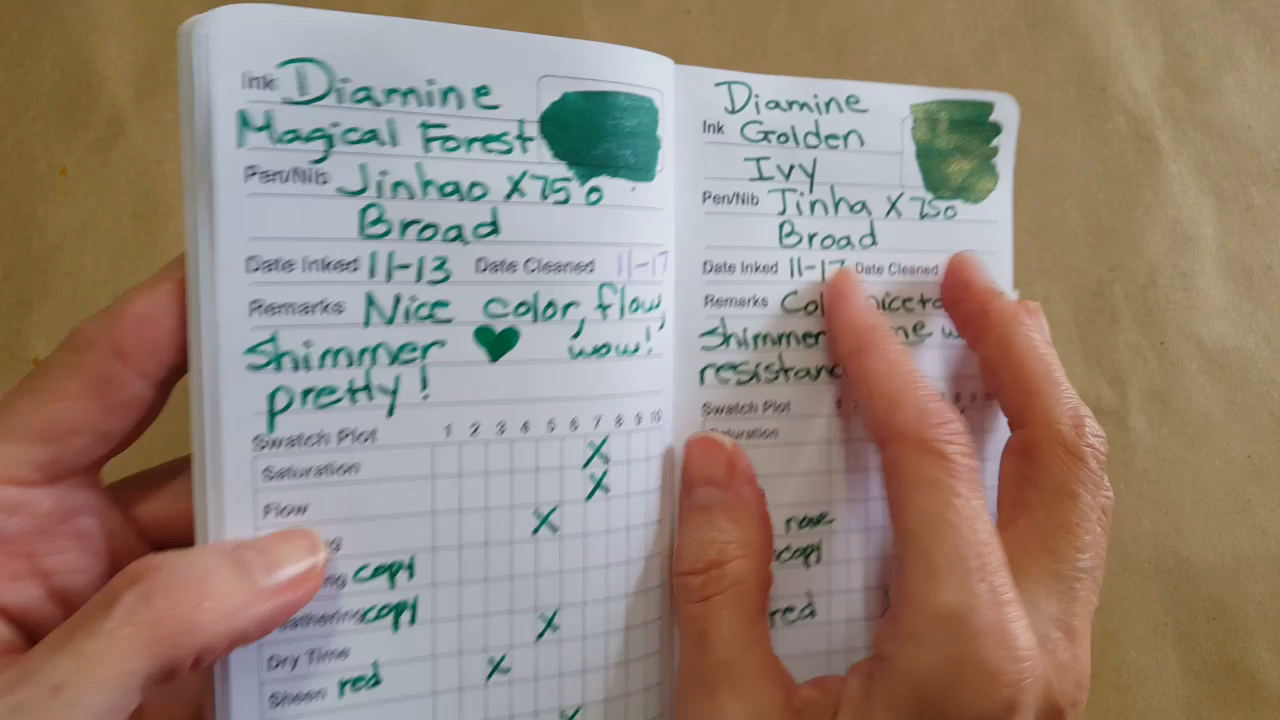 Ink Diamine
Magical Forest
Pen/Nib Jinhao X750
Broad
Date Inked 11-13 Date Cleaned 11-17
Remarks Nice color, flow,
Shimmer wow!
pretty!
Swatch Plot 1 2 3 4 5 6 7 8 9 10
Saturation X
Flow X
X
copy
copy X
Dry Time X
Sheen red
Diamine
Ink Golden
Ivy
Pen/Nib Jinha X750
Broad
Date Inked 11-17 Date Cleaned
Remarks
Shimmer
Swatch Plot
copy
red